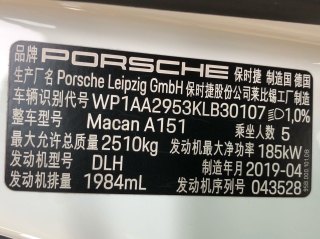 品牌 PORSCHE 保时捷 制造国 德国
生产厂名 Porsche Leipzig GmbH 保时捷股份公司莱比锡工厂制造
车辆识别代号 WP1AA2953KLB30107 1,0%
整车型号 Macan A151 乘坐人数 5
最大允许总质量 2510kg 发动机最大净功率 185kW
发动机型号 DLH 制造年月 2019-04
发动机排量 1984mL 发动机序列号 043528